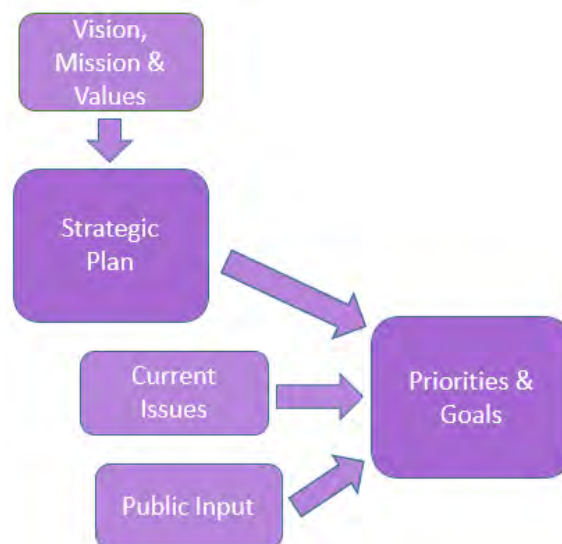 Vision,
Mission &
Values
Strategic
Plan
Current
Issues
Priorities &
Goals
Public Input